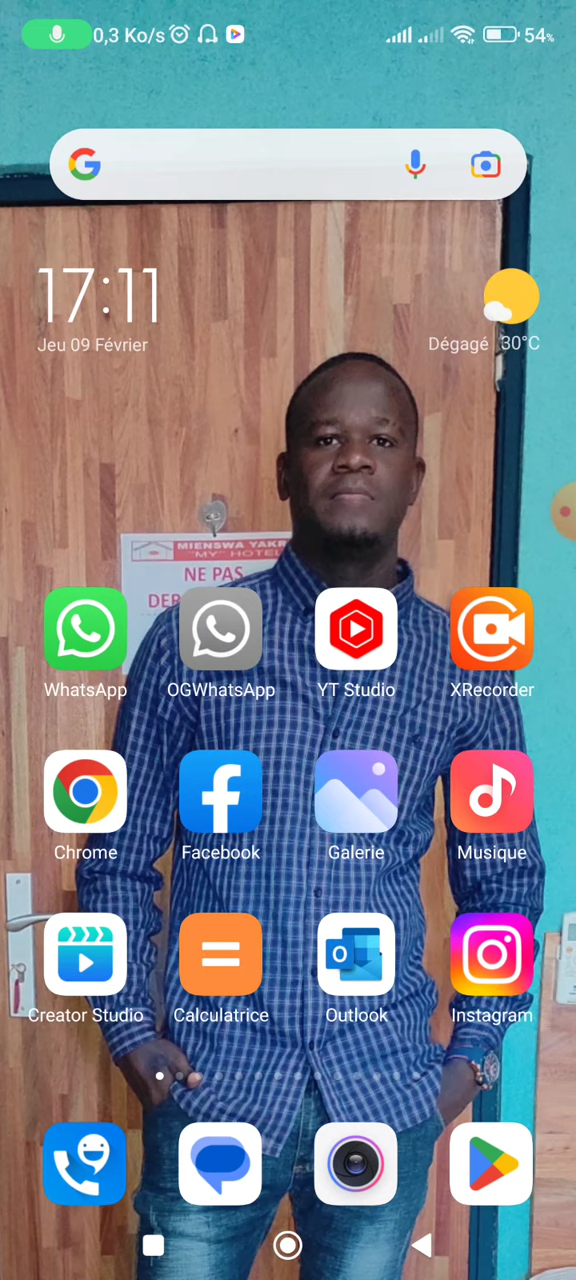 0,3 Ko/s
54%
17:11
Jeu 09 Février
Dégagé 30°C
MIENSWA YAKR
"MY" HOTEL
NE PAS
DER
WhatsApp
OGWhatsApp
YT Studio
XRecorder
Chrome
Facebook
Galerie
Musique
Creator Studio
Calculatrice
Outlook
Instagram